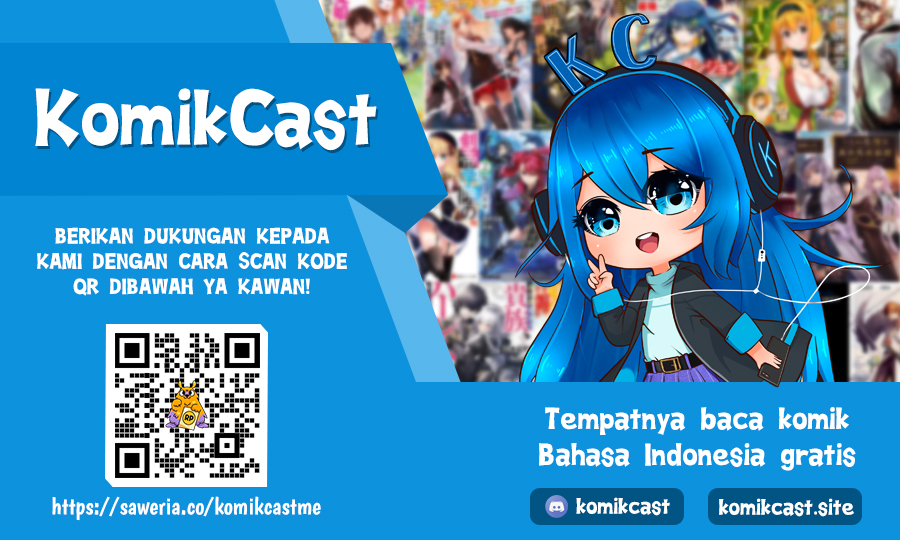 KomikCast
BERIKAN DUKUNGAN KEPADA
KAMI DENGAN CARA SCAN KODE
QR DIBAWAH YA KAWAN!
RP
https://saweria.co/komikcastme
KC
K
Tempatnya baca komik
Bahasa Indonesia gratis
komikcast
komikcast.site